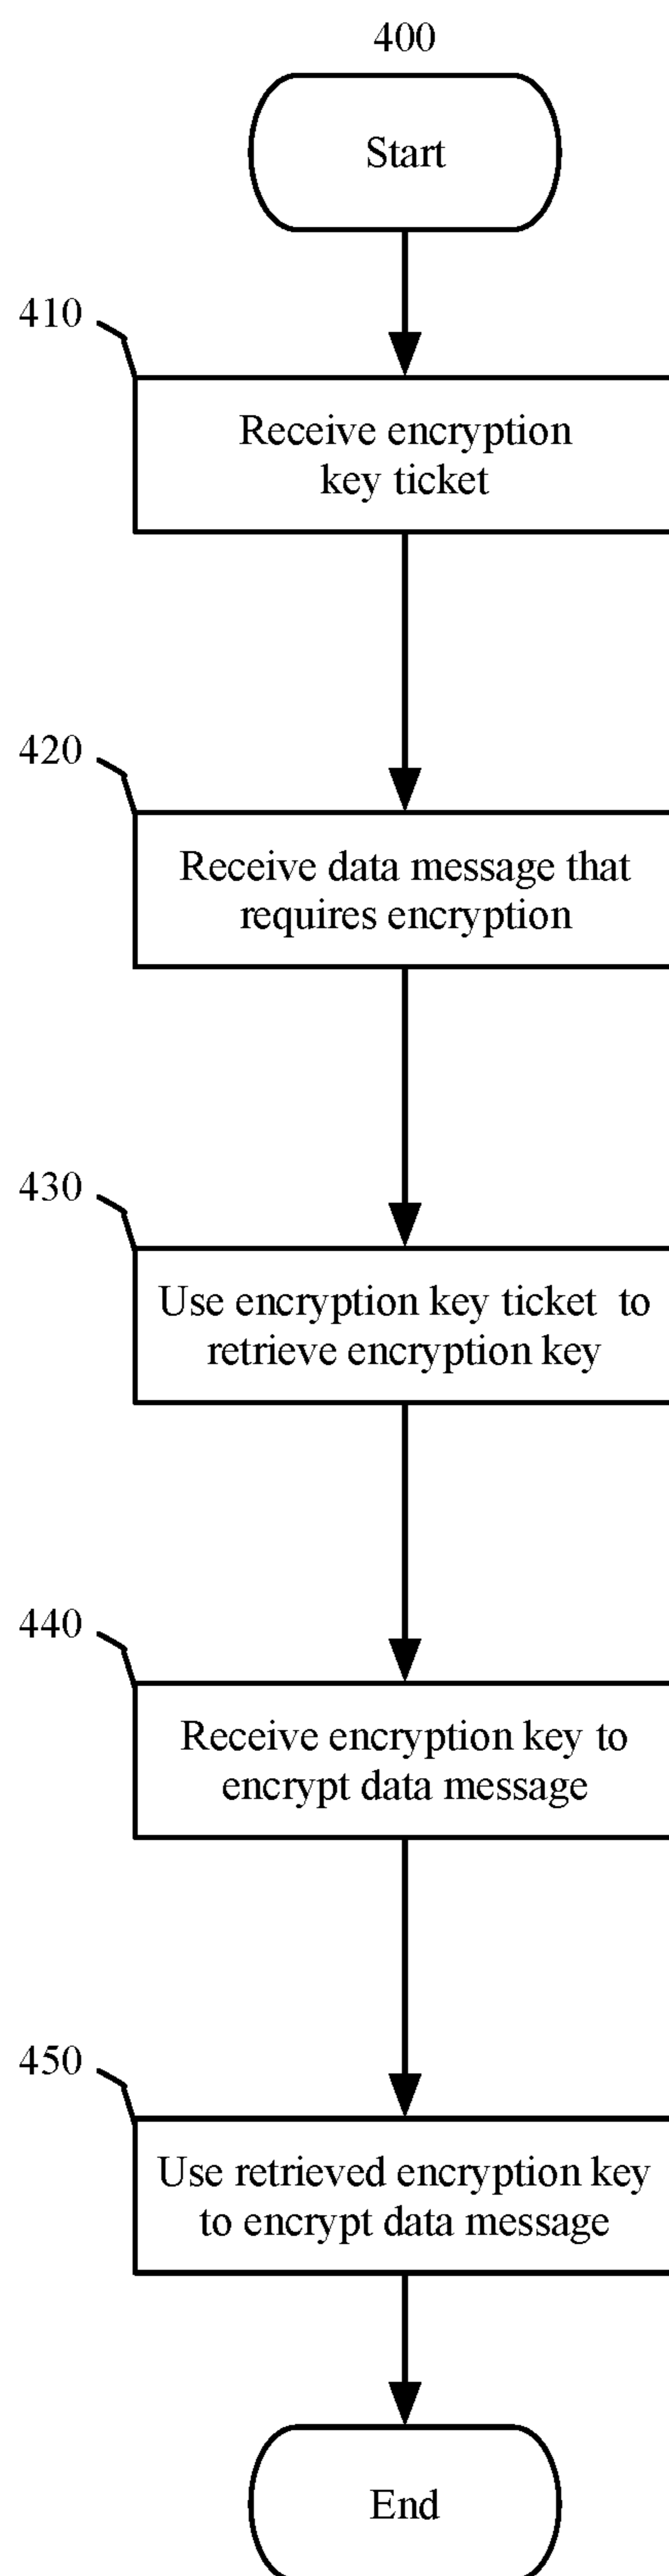 400
Start
410
Receive encryption
key ticket
420
Receive data message that
requires encryption
430
Use encryption key ticket  to
retrieve encryption key
440
Receive encryption key to
encrypt data message
450
Use retrieved encryption key
to encrypt data message
End